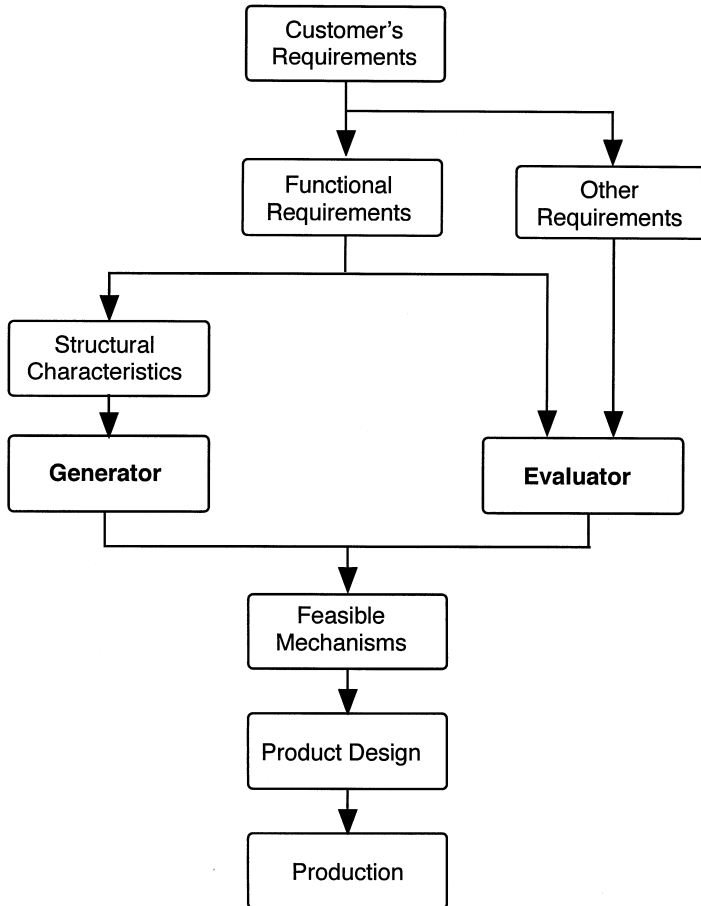 Customer's
Requirements
Functional
Requirements
Other
Requirements
Structural
Characteristics
Generator
Evaluator
Feasible
Mechanisms
Product Design
Production